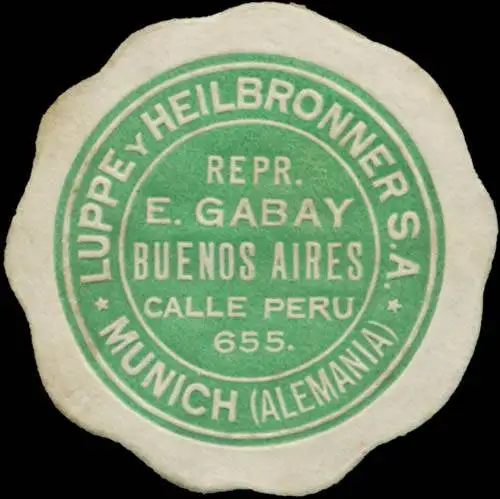 LUPPE Y HEILBRONNER S.A.
REPR.
E. GABAY
BUENOS AIRES
CALLE PERU
655.
* MUNICH (ALEMANIA) *